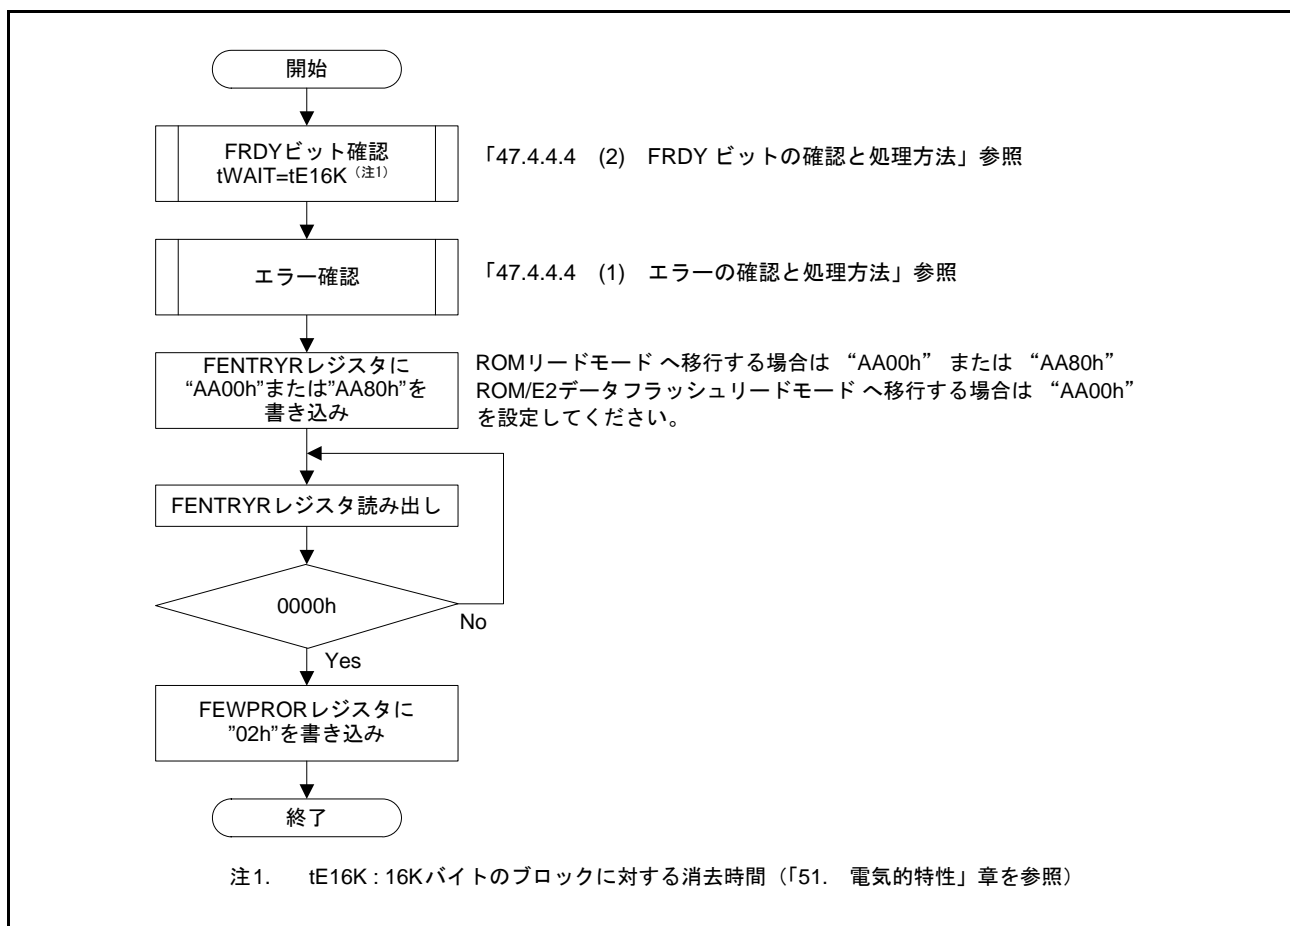 開始
FRDYビット確認
tWAIT=tE16K（注1）
「47.4.4.4　(2)　FRDY ビットの確認と処理方法」参照
エラー確認
「47.4.4.4　(1)　エラーの確認と処理方法」参照
FENTRYRレジスタに
“AA00h”または”AA80h”を
書き込み
ROMリードモード へ移行する場合は “AA00h” または “AA80h”
ROM/E2データフラッシュリードモード へ移行する場合は “AA00h”
を設定してください。
FENTRYRレジスタ読み出し
0000h
No
Yes
FEWPRORレジスタに
”02h”を書き込み
終了
注1.　tE16K : 16Kバイトのブロックに対する消去時間（「51.　電気的特性」章を参照）